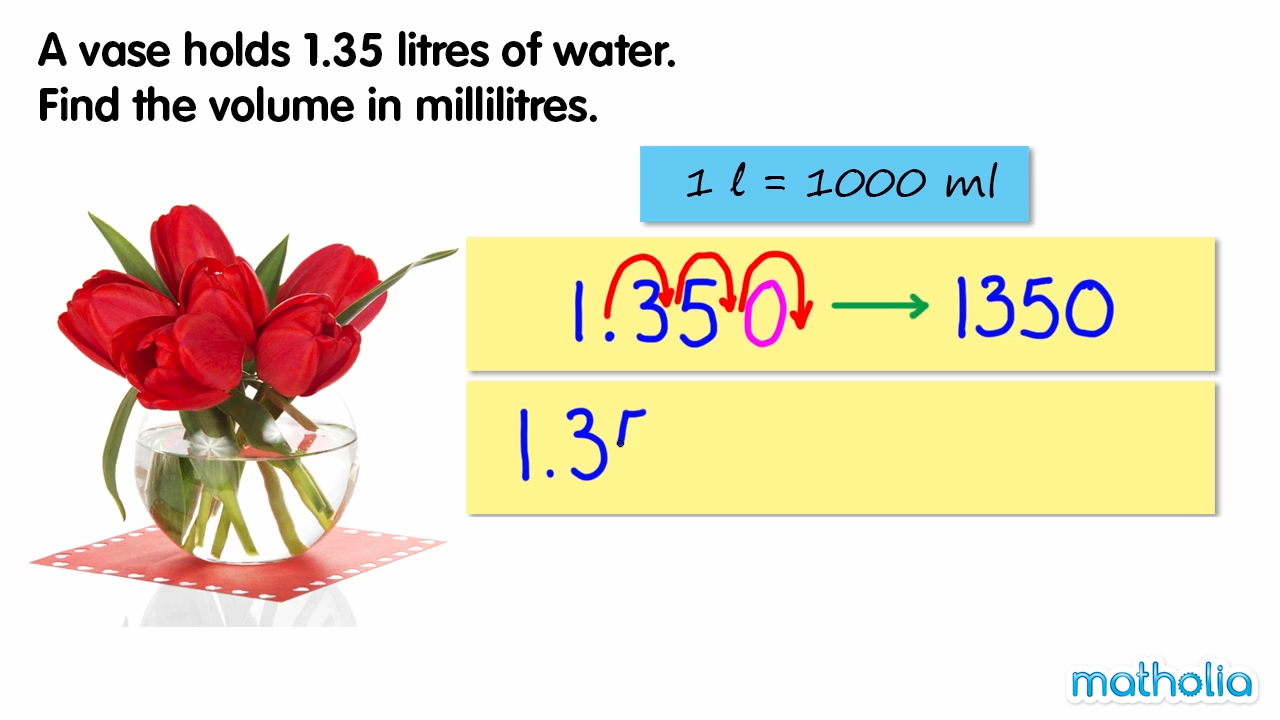 A vase holds 1.35 litres of water.
Find the volume in millilitres.
1 l = 1000 ml
1.350 → 1350
1.3
matholia